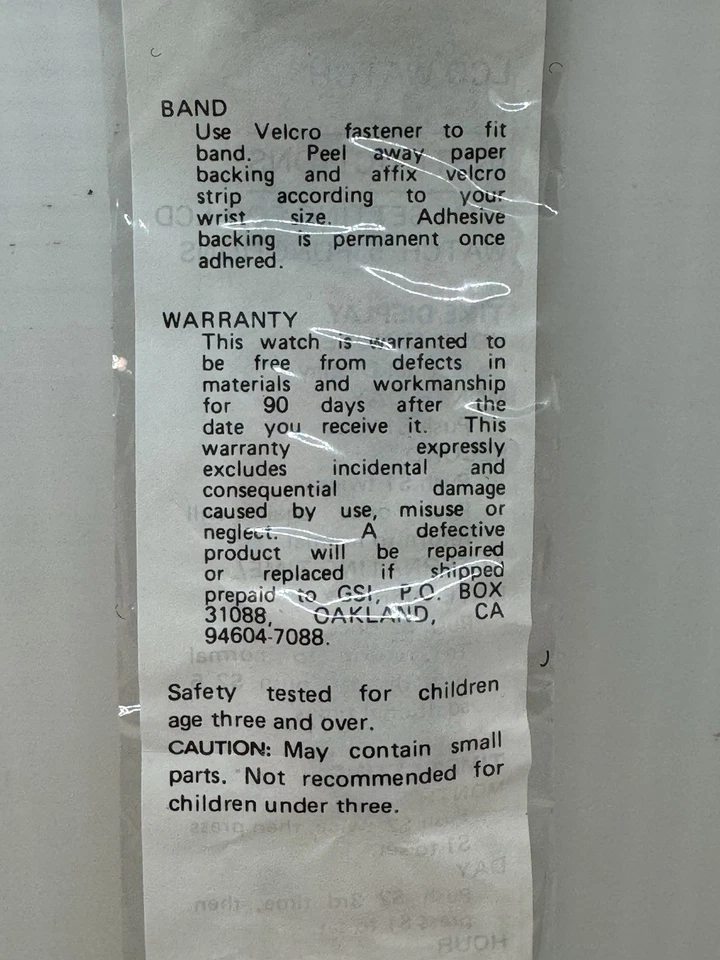 BAND
Use Velcro fastener to fit
band. Peel away paper
backing and affix velcro
strip according to your
wrist size. Adhesive
backing is permanent once
adhered.
WARRANTY
This watch is warranted to
be free from defects in
materials and workmanship
for 90 days after the
date you receive it. This
warranty expressly
excludes incidental and
consequential damage
caused by use, misuse or
neglect. A defective
product will be repaired
or replaced if shipped
prepaid to GSI, P.O. BOX
31088, OAKLAND, CA
94604-7088.
Safety tested for children
age three and over.
CAUTION: May contain small
parts. Not recommended for
children under three.